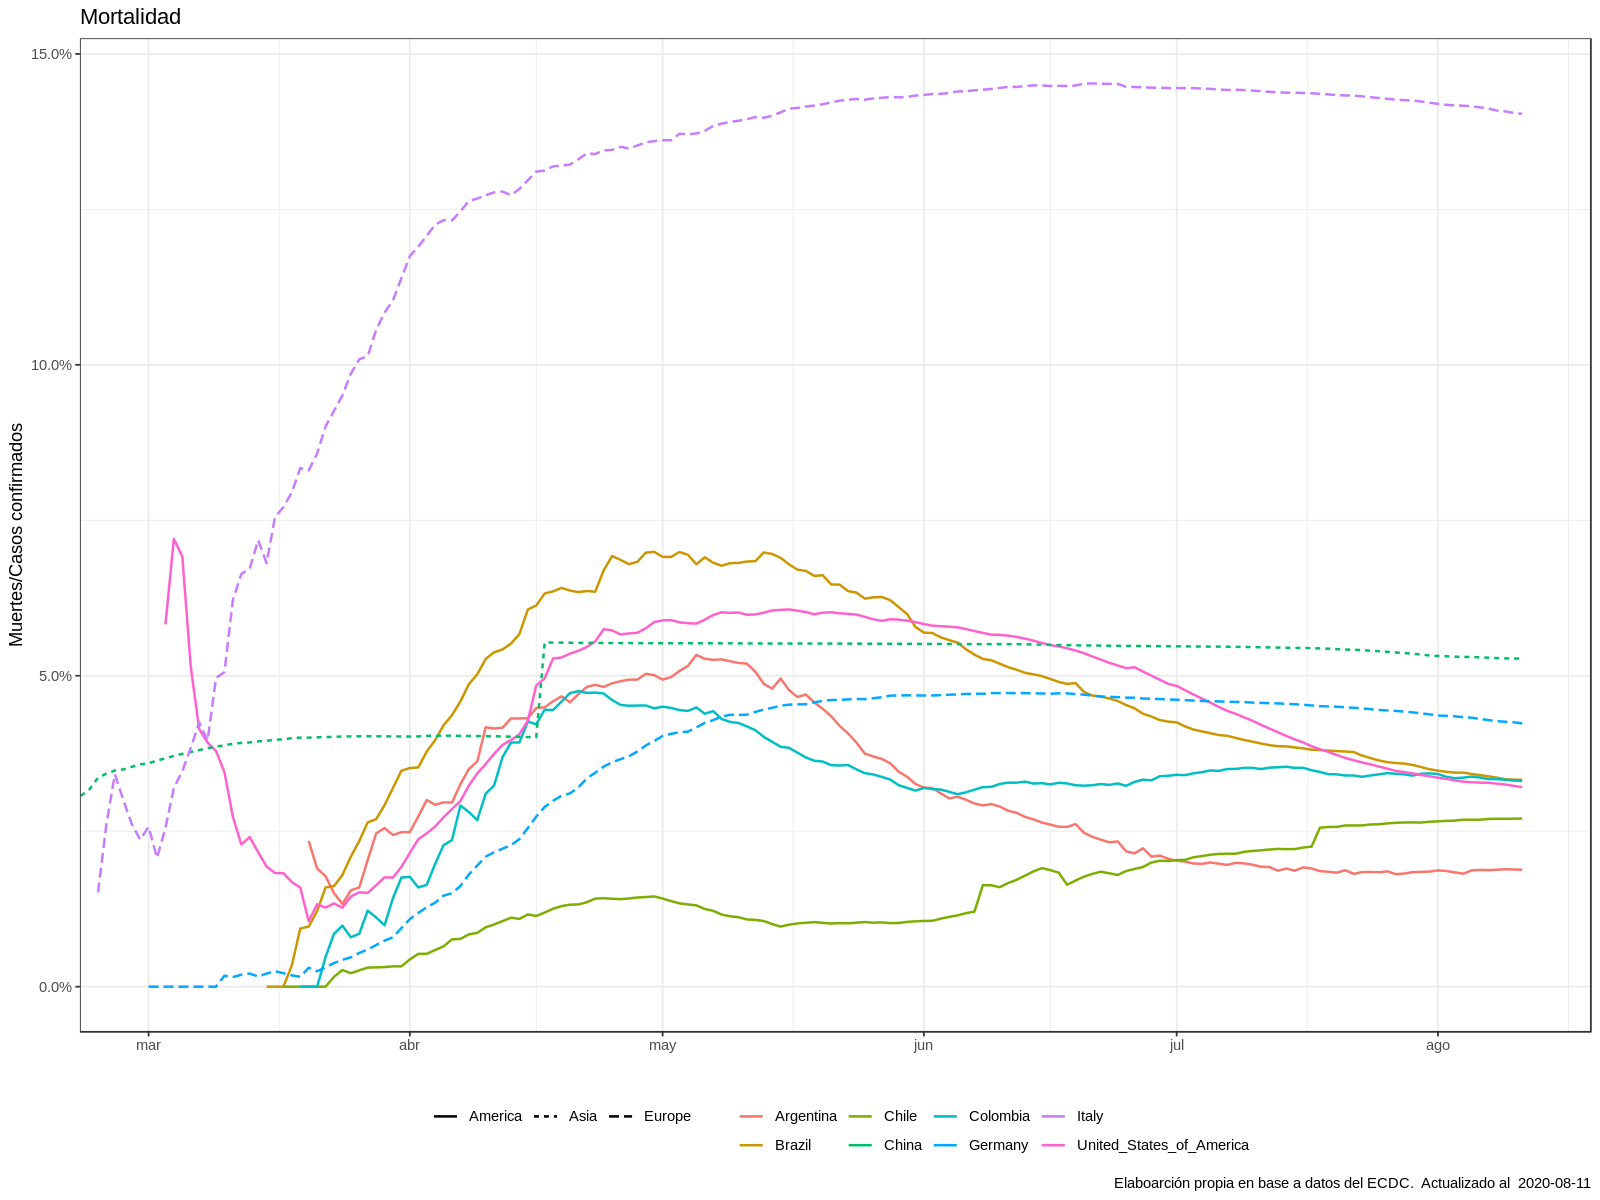 Mortalidad
15.0%
10.0%
5.0%
0.0%
Muertes/Casos confirmados
mar abr may jun jul ago
America Asia Europe Argentina Chile Colombia Italy
Brazil China Germany United_States_of_America
Elaboarción propia en base a datos del ECDC.  Actualizado al  2020-08-11